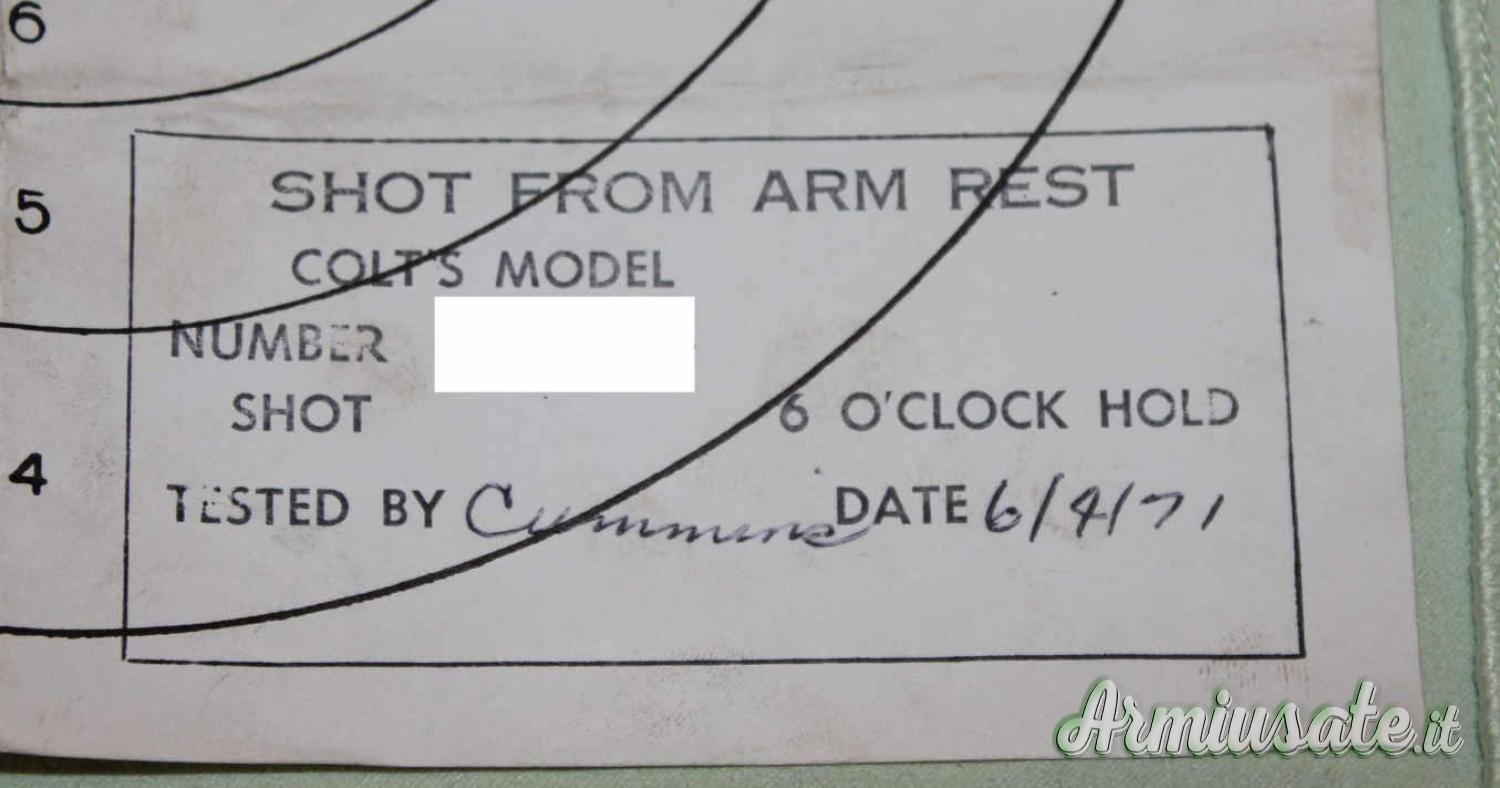 6
5
4
SHOT FROM ARM REST
COLT'S MODEL
NUMBER
SHOT 6 O'CLOCK HOLD
TESTED BY Cummins DATE 6/4/71
Armiusate.it